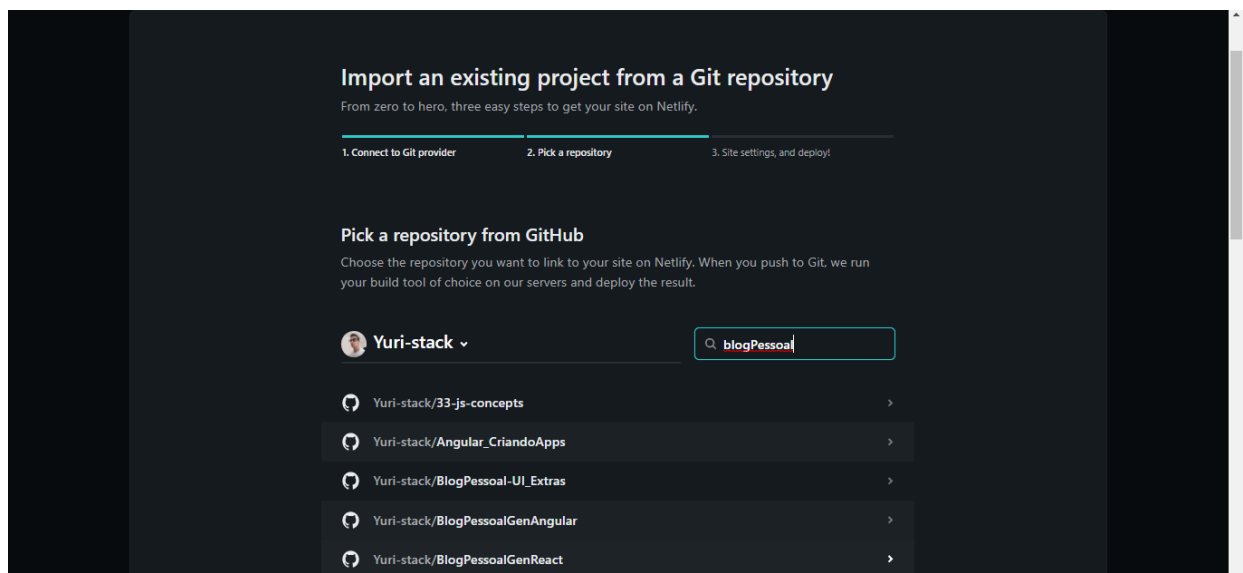 Import an existing project from a Git repository
From zero to hero, three easy steps to get your site on Netlify.
1. Connect to Git provider
2. Pick a repository
3. Site settings, and deploy!
Pick a repository from GitHub
Choose the repository you want to link to your site on Netlify. When you push to Git, we run
your build tool of choice on our servers and deploy the result.
Yuri-stack
blogPessoal
Yuri-stack/33-js-concepts
Yuri-stack/Angular_CriandoApps
Yuri-stack/BlogPessoal-UI_Extras
Yuri-stack/BlogPessoalGenAngular
Yuri-stack/BlogPessoalGenReact